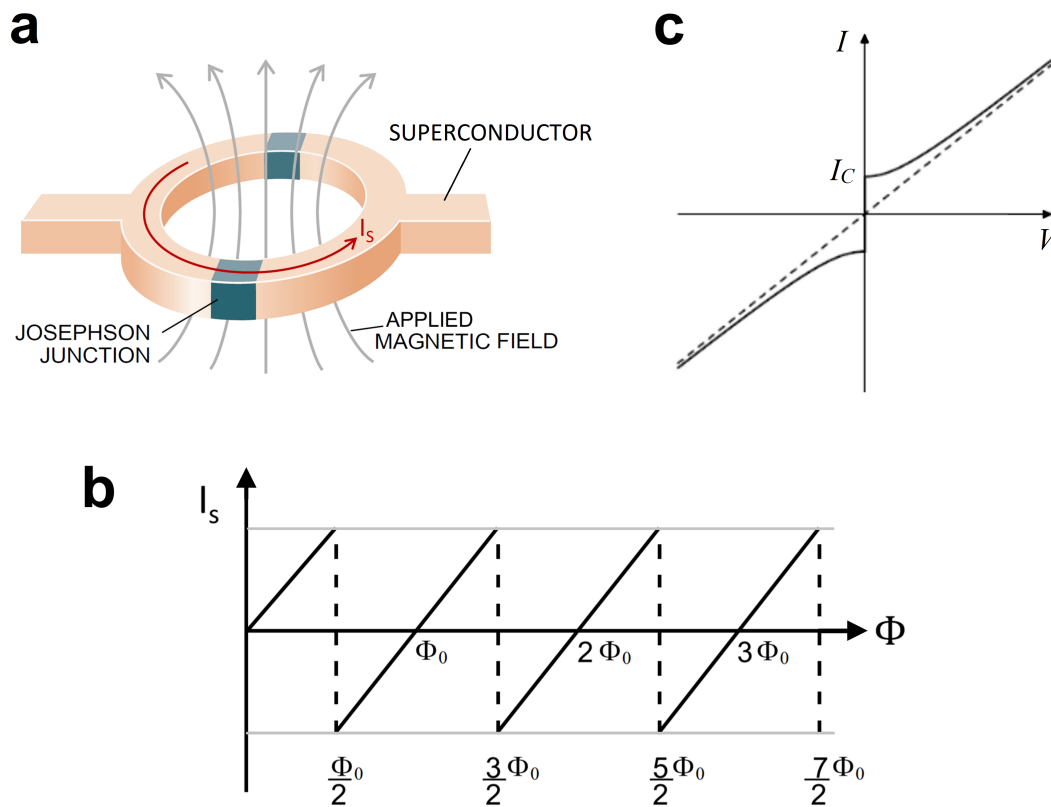 a
SUPERCONDUCTOR
I_S
JOSEPHSON
JUNCTION
APPLIED
MAGNETIC FIELD
c
I
I_C
V
b
I_s
Φ
Φ₀
2 Φ₀
3 Φ₀
Φ₀/2
3/2 Φ₀
5/2 Φ₀
7/2 Φ₀